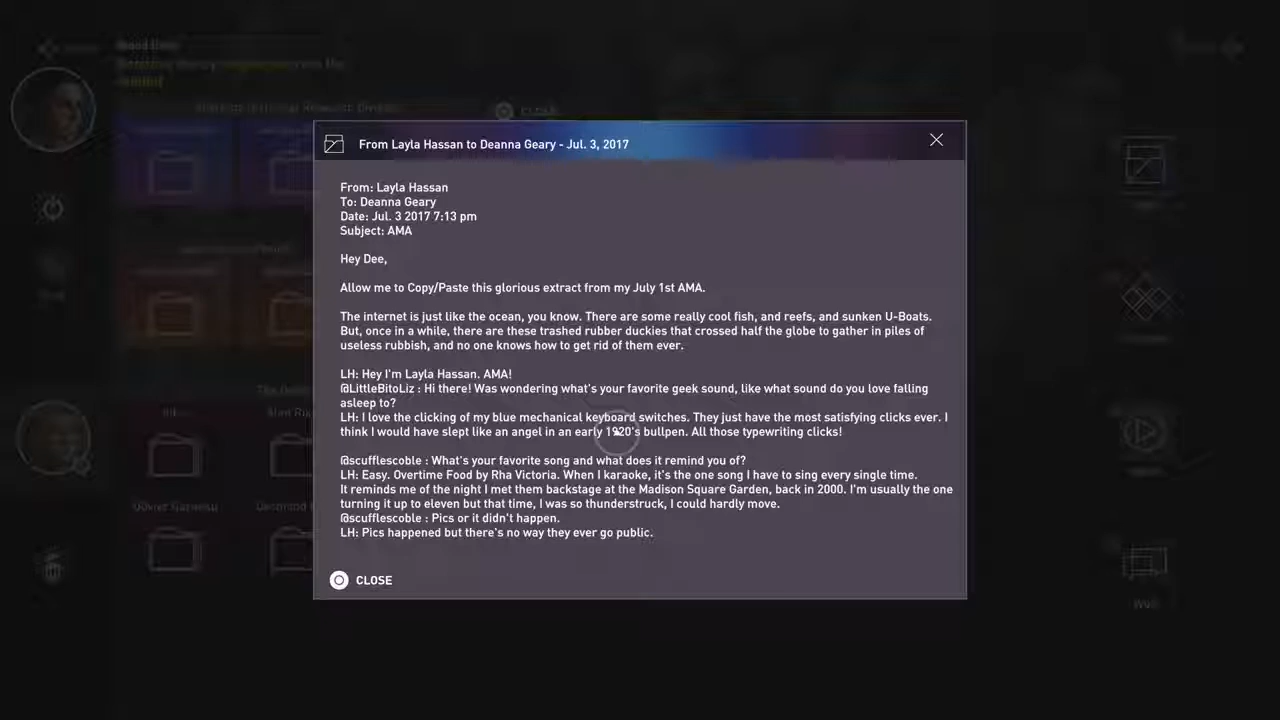 From Layla Hassan to Deanna Geary - Jul. 3, 2017
From: Layla Hassan
To: Deanna Geary
Date: Jul. 3 2017 7:13 pm
Subject: AMA
Hey Dee,
Allow me to Copy/Paste this glorious extract from my July 1st AMA.
The internet is just like the ocean, you know. There are some really cool fish, and reefs, and sunken U-Boats.
But, once in a while, there are these trashed rubber duckies that crossed half the globe to gather in piles of
useless rubbish, and no one knows how to get rid of them ever.
LH: Hey I'm Layla Hassan. AMA!
@LittleBitoLiz : Hi there! Was wondering what's your favorite geek sound, like what sound do you love falling
asleep to?
LH: I love the clicking of my blue mechanical keyboard switches. They just have the most satisfying clicks ever. I
think I would have slept like an angel in an early 1920's bullpen. All those typewriting clicks!
@scufflescoble : What's your favorite song and what does it remind you of?
LH: Easy. Overtime Food by Rha Victoria. When I karaoke, it's the one song I have to sing every single time.
It reminds me of the night I met them backstage at the Madison Square Garden, back in 2000. I'm usually the one
turning it up to eleven but that time, I was so thunderstruck, I could hardly move.
@scufflescoble : Pics or it didn't happen.
LH: Pics happened but there's no way they ever go public.
CLOSE